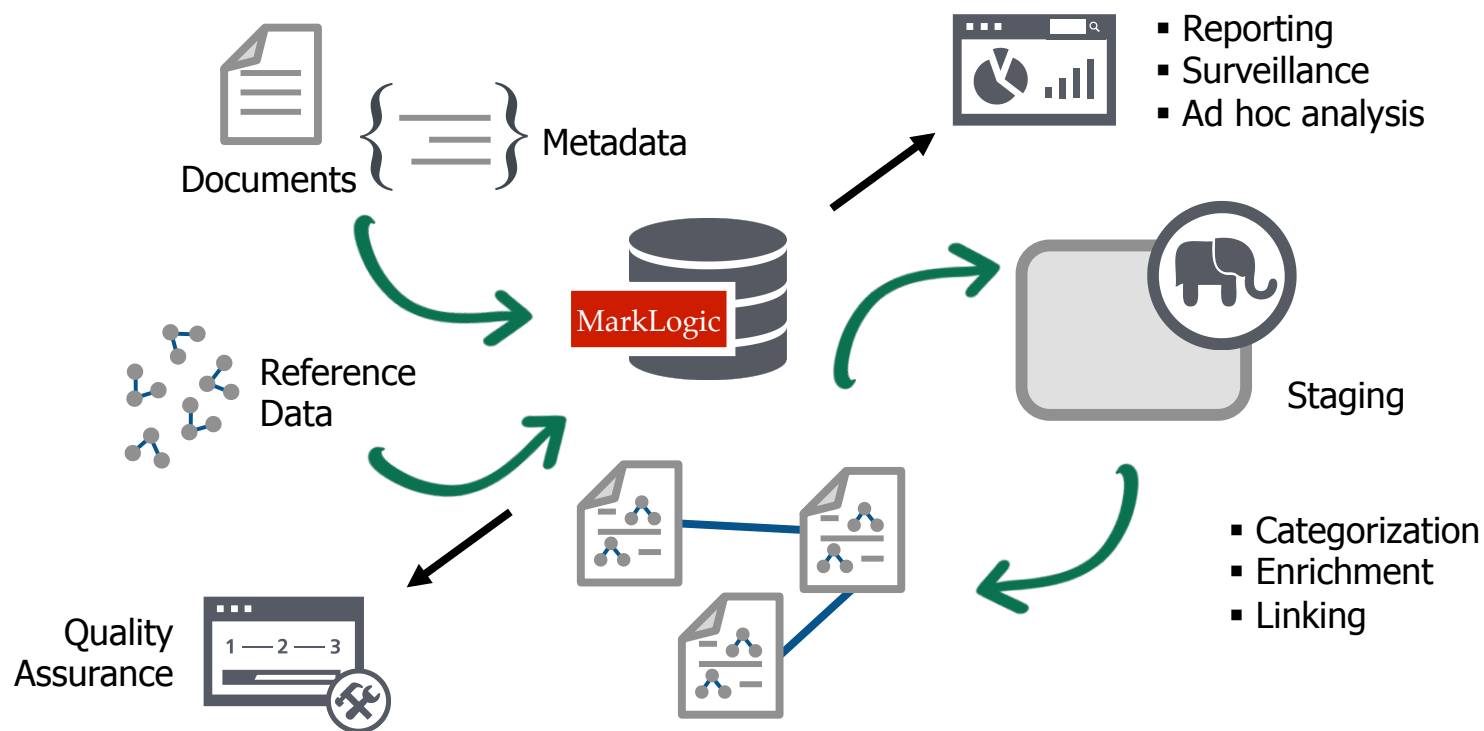 ▪ Reporting
▪ Surveillance
▪ Ad hoc analysis
Metadata
Documents
MarkLogic
Reference
Data
Staging
▪ Categorization
▪ Enrichment
▪ Linking
Quality
Assurance
1 — 2 — 3